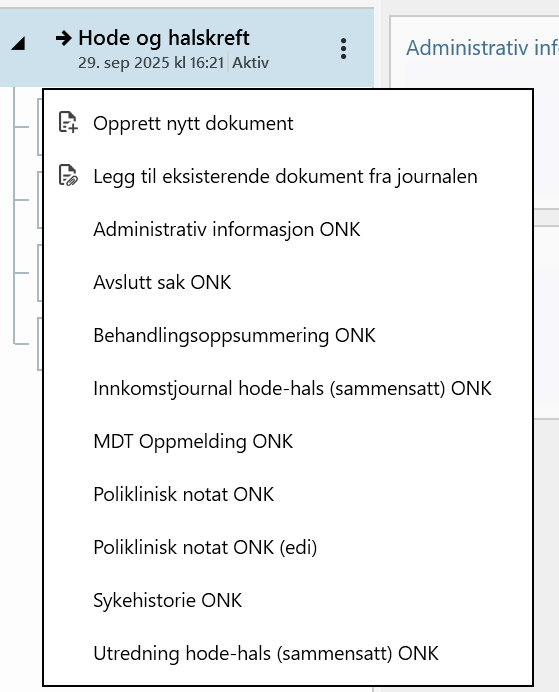 Hode og halskreft
29. sep 2025 kl 16:21 Aktiv
Administrativ inf
Opprett nytt dokument
Legg til eksisterende dokument fra journalen
Administrativ informasjon ONK
Avslutt sak ONK
Behandlingsoppsummering ONK
Innkomstjournal hode-hals (sammensatt) ONK
MDT Oppmelding ONK
Poliklinisk notat ONK
Poliklinisk notat ONK (edi)
Sykehistorie ONK
Utredning hode-hals (sammensatt) ONK